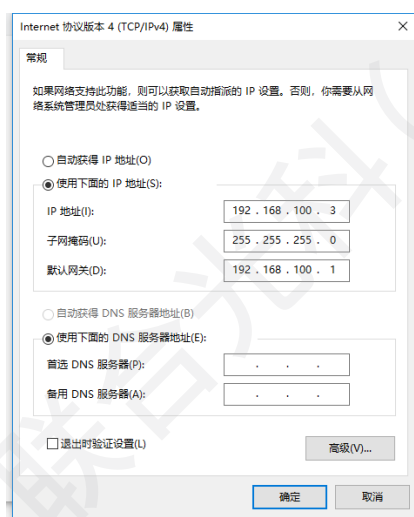 Internet 协议版本 4 (TCP/IPv4) 属性
常规
如果网络支持此功能，则可以获取自动指派的 IP 设置。否则，你需要从网
络系统管理员处获得适当的 IP 设置。
自动获得 IP 地址(O)
使用下面的 IP 地址(S):
IP 地址(I): 192 . 168 . 100 . 3
子网掩码(U): 255 . 255 . 255 . 0
默认网关(D): 192 . 168 . 100 . 1
自动获得 DNS 服务器地址(B)
使用下面的 DNS 服务器地址(E):
首选 DNS 服务器(P): . . .
备用 DNS 服务器(A): . . .
退出时验证设置(L)
高级(V)...
确定 取消
联合光科（